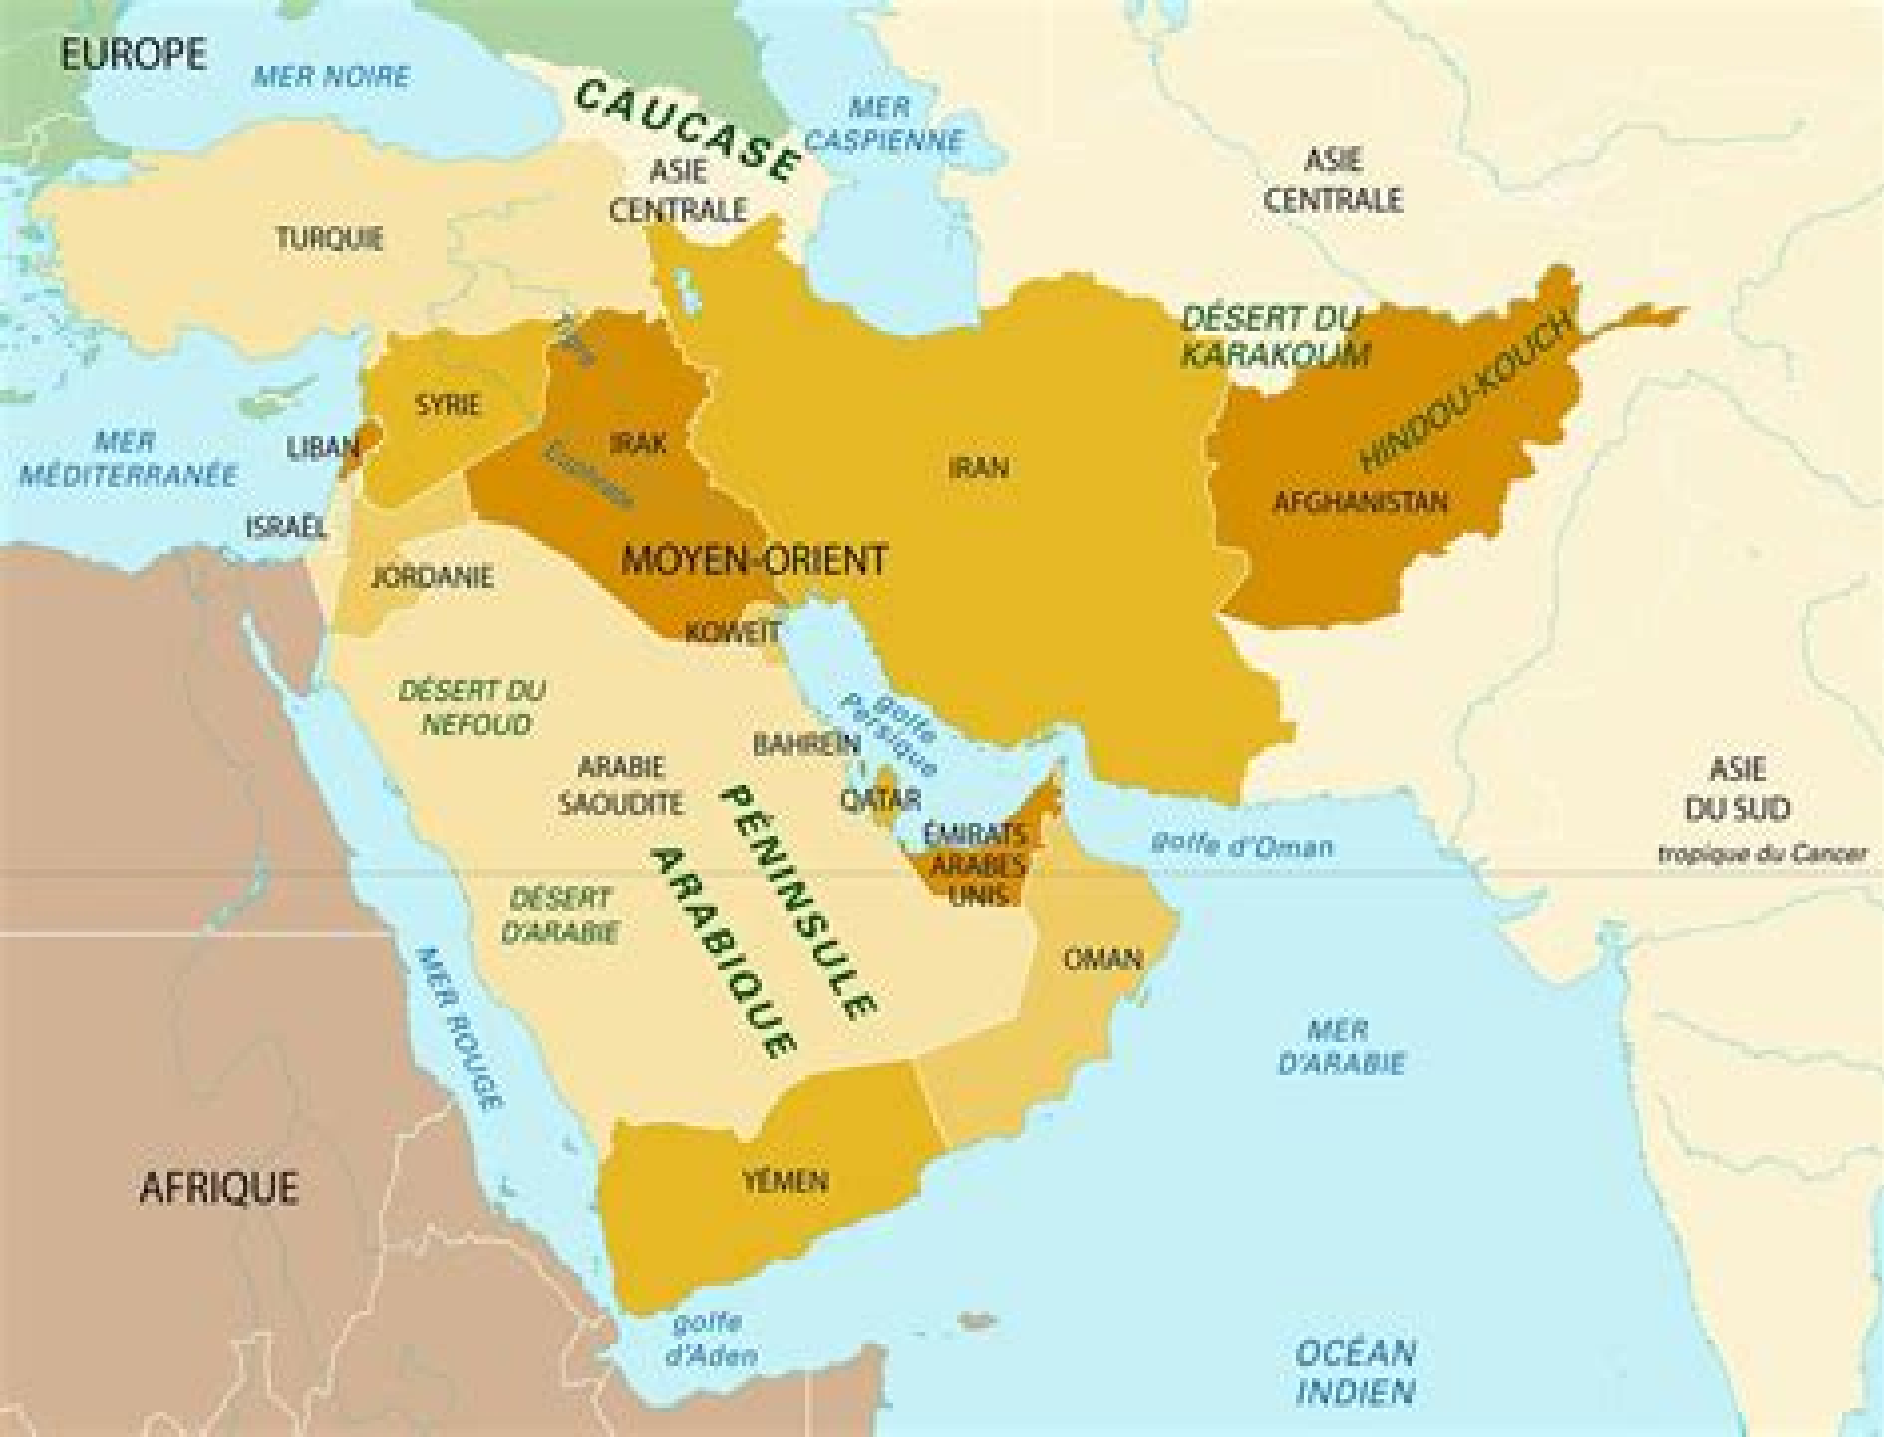 EUROPE
MER NOIRE
CAUCASE
MER
CASPIENNE
ASIE
CENTRALE
ASIE
CENTRALE
TURQUIE
DÉSERT DU
KARAKOUM
HINDOU-KOUCH
Tigre
SYRIE
LIBAN
IRAK
Euphrate
IRAN
AFGHANISTAN
MER
MÉDITERRANÉE
ISRAËL
MOYEN-ORIENT
JORDANIE
KOWEÏT
DÉSERT DU
NEFOUD
golfe
Persique
BAHREÏN
ARABIE
SAOUDITE
QATAR
ÉMIRATS
ARABES
UNIS
golfe d'Oman
ASIE
DU SUD
tropique du Cancer
PÉNINSULE
ARABIQUE
DÉSERT
D'ARABIE
OMAN
MER ROUGE
MER
D'ARABIE
YÉMEN
AFRIQUE
golfe
d'Aden
OCÉAN
INDIEN